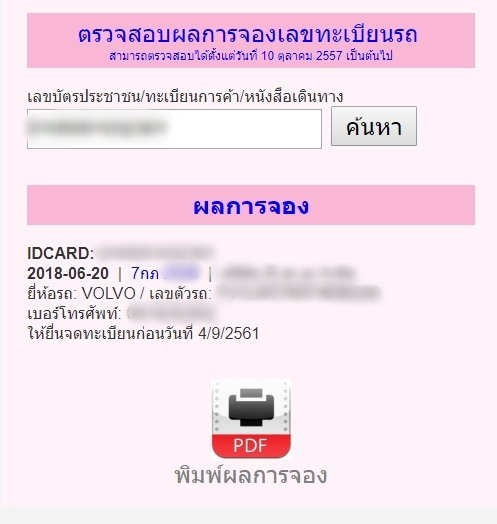 ตรวจสอบผลการจองเลขทะเบียนรถ
สามารถตรวจสอบได้ตั้งแต่วันที่ 10 ตุลาคม 2557 เป็นต้นไป
เลขบัตรประชาชน/ทะเบียนการค้า/หนังสือเดินทาง
ค้นหา
ผลการจอง
IDCARD:
2018-06-20 | 7กภ |
ยี่ห้อรถ: VOLVO / เลขตัวรถ:
เบอร์โทรศัพท์:
ให้ยื่นจดทะเบียนก่อนวันที่ 4/9/2561
PDF
พิมพ์ผลการจอง